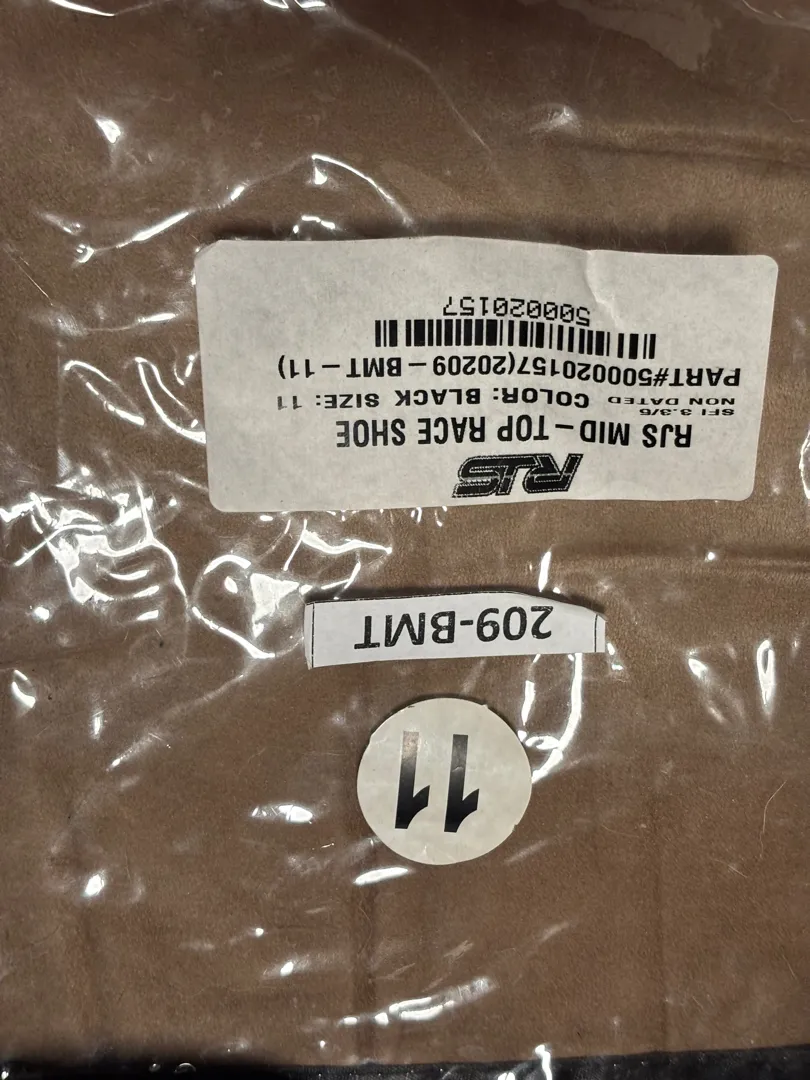 RJS
RJS MID-TOP RACE SHOE
SFI 3.3/5
NON DATED COLOR: BLACK SIZE: 11
PART#500020157(20209-BMT-11)
500020157
209-BMT
11